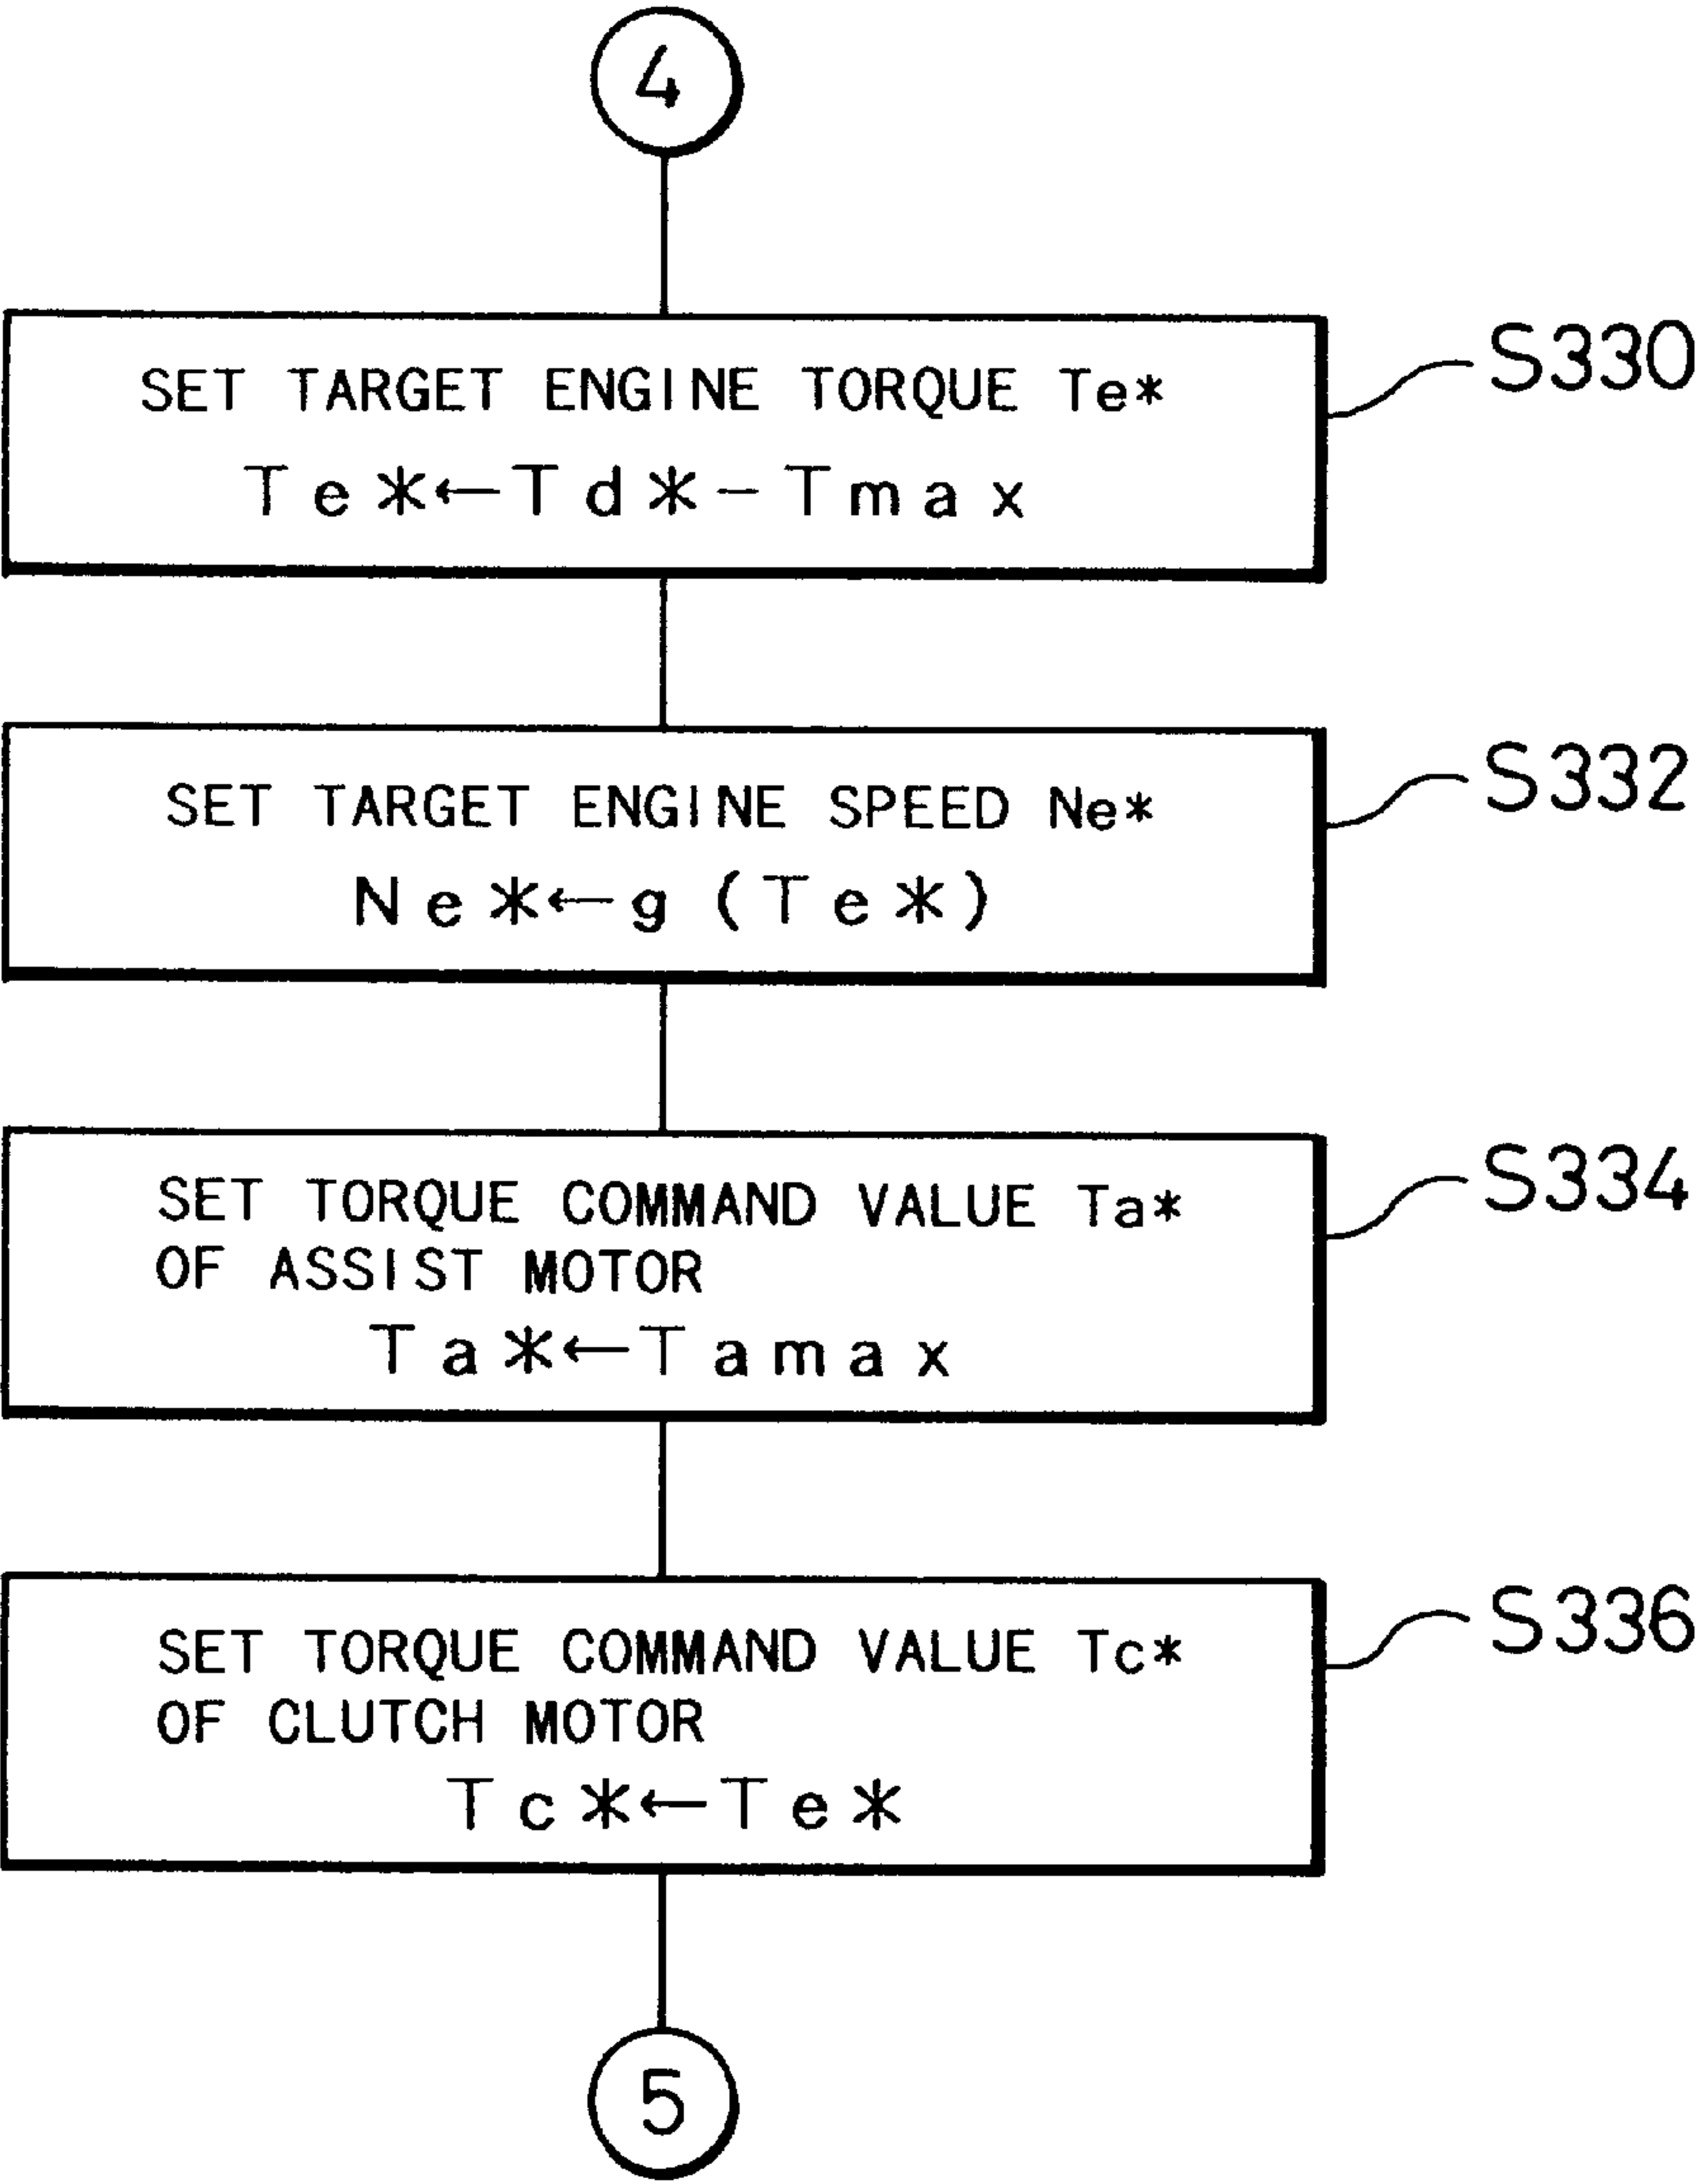 4
SET TARGET ENGINE TORQUE Te*
S330
Te*←Td*−Tmax
SET TARGET ENGINE SPEED Ne*
S332
Ne*←g(Te*)
SET TORQUE COMMAND VALUE Ta*
S334
OF ASSIST MOTOR
Ta*←Tamax
SET TORQUE COMMAND VALUE Tc*
S336
OF CLUTCH MOTOR
Tc*←Te*
5